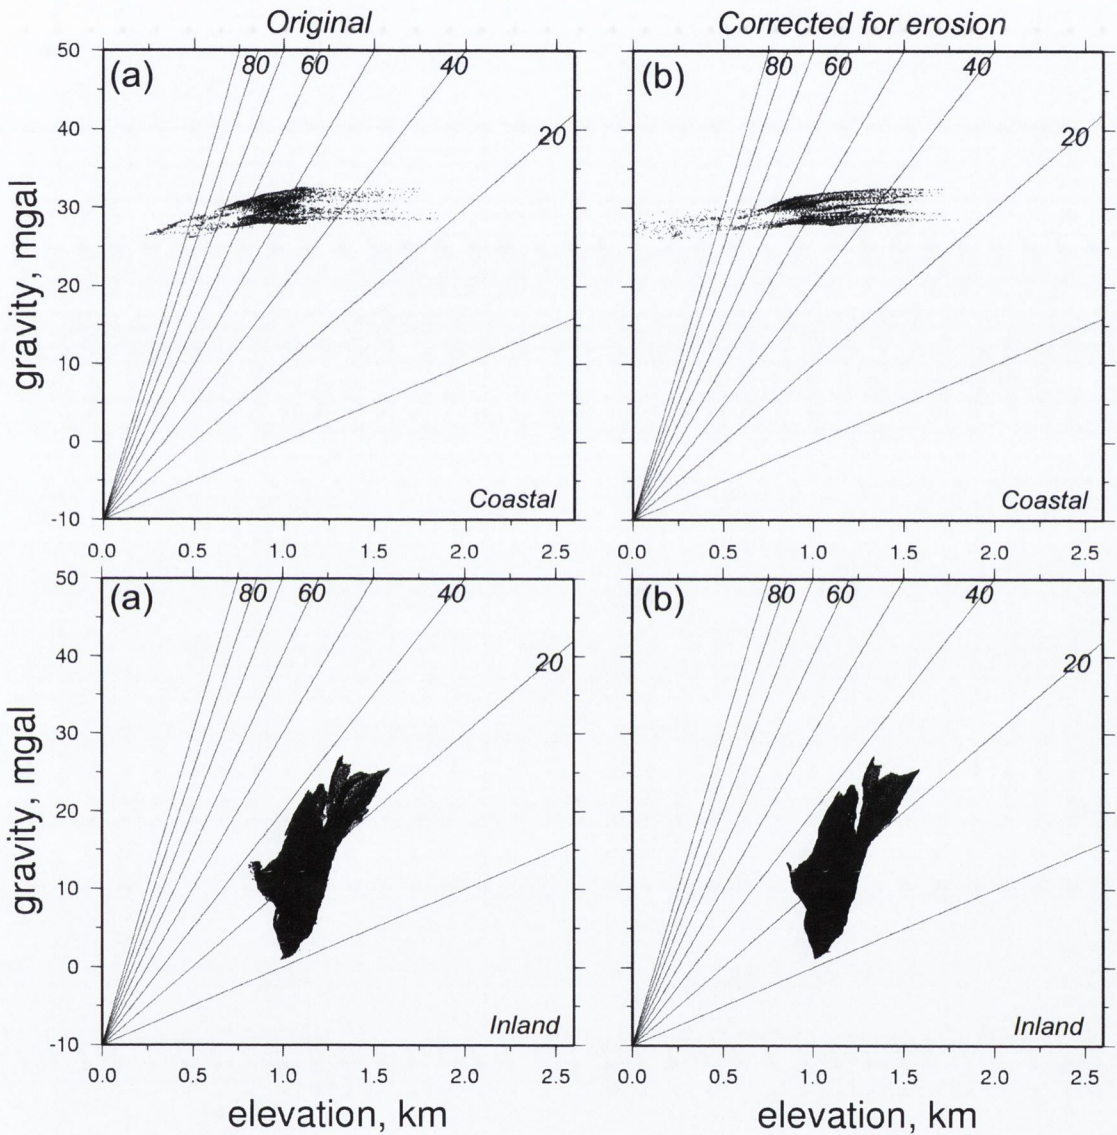 Original Corrected for erosion
(a) 80 60 40 20
(b) 80 60 40 20
50
40
30
20
10
0
-10
gravity, mgal
Coastal Coastal
0.0 0.5 1.0 1.5 2.0 2.5 0.0 0.5 1.0 1.5 2.0 2.5
(a) 80 60 40 20
(b) 80 60 40 20
50
40
30
20
10
0
-10
gravity, mgal
Inland Inland
0.0 0.5 1.0 1.5 2.0 2.5 0.0 0.5 1.0 1.5 2.0 2.5
elevation, km elevation, km